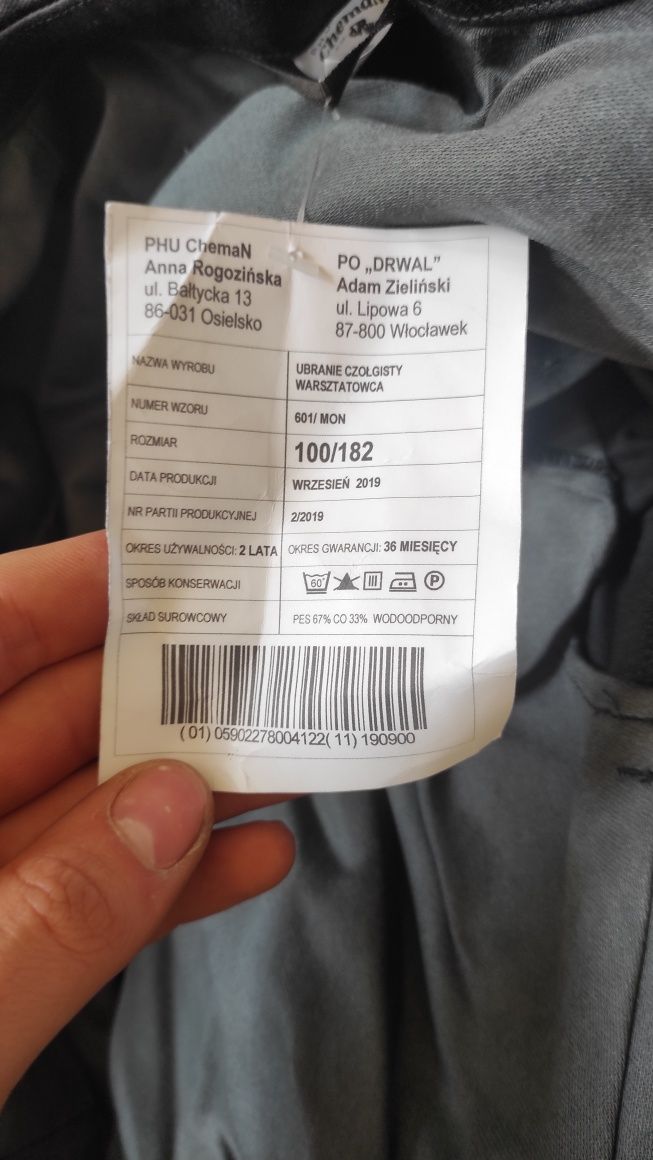 ChemaN
PHU ChemaN
Anna Rogozińska
ul. Bałtycka 13
86-031 Osielsko
PO „DRWAL”
Adam Zieliński
ul. Lipowa 6
87-800 Włocławek
NAZWA WYROBU
UBRANIE CZOŁGISTY
WARSZTATOWCA
NUMER WZORU
601/ MON
ROZMIAR
100/182
DATA PRODUKCJI
WRZESIEŃ 2019
NR PARTII PRODUKCYJNEJ
2/2019
OKRES UŻYWALNOŚCI: 2 LATA
OKRES GWARANCJI: 36 MIESIĘCY
SPOSÓB KONSERWACJI
60° P
SKŁAD SUROWCOWY
PES 67% CO 33% WODOODPORNY
( 01) 05902278004122( 11) 190900